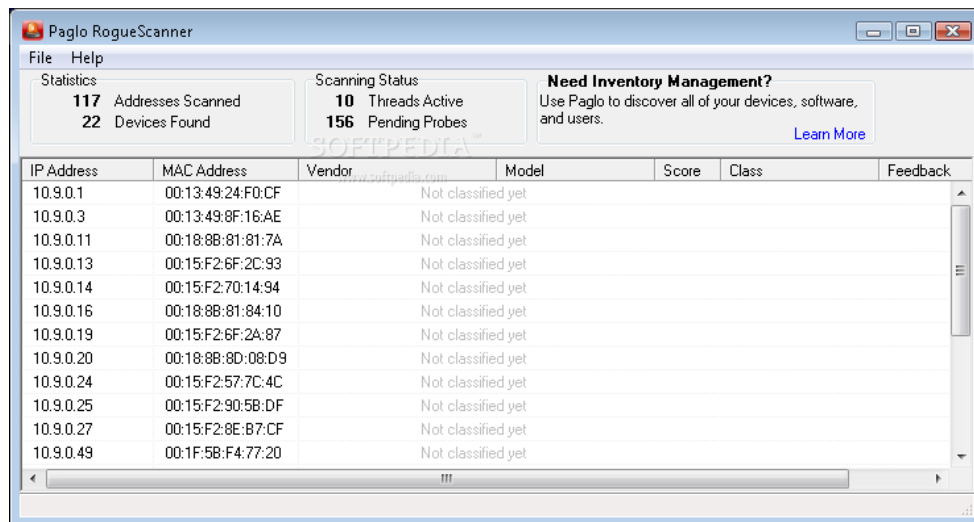 Paglo RogueScanner
File Help
Statistics
117 Addresses Scanned
22 Devices Found
Scanning Status
10 Threads Active
156 Pending Probes
Need Inventory Management?
Use Paglo to discover all of your devices, software,
and users.
Learn More
SOFTPEDIA
www.softpedia.com
IP Address MAC Address Vendor Model Score Class Feedback
10.9.0.1 00:13:49:24:F0:CF Not classified yet
10.9.0.3 00:13:49:8F:16:AE Not classified yet
10.9.0.11 00:18:8B:81:81:7A Not classified yet
10.9.0.13 00:15:F2:6F:2C:93 Not classified yet
10.9.0.14 00:15:F2:70:14:94 Not classified yet
10.9.0.16 00:18:8B:81:84:10 Not classified yet
10.9.0.19 00:15:F2:6F:2A:87 Not classified yet
10.9.0.20 00:18:8B:8D:08:D9 Not classified yet
10.9.0.24 00:15:F2:57:7C:4C Not classified yet
10.9.0.25 00:15:F2:90:5B:DF Not classified yet
10.9.0.27 00:15:F2:8E:B7:CF Not classified yet
10.9.0.49 00:1F:5B:F4:77:20 Not classified yet